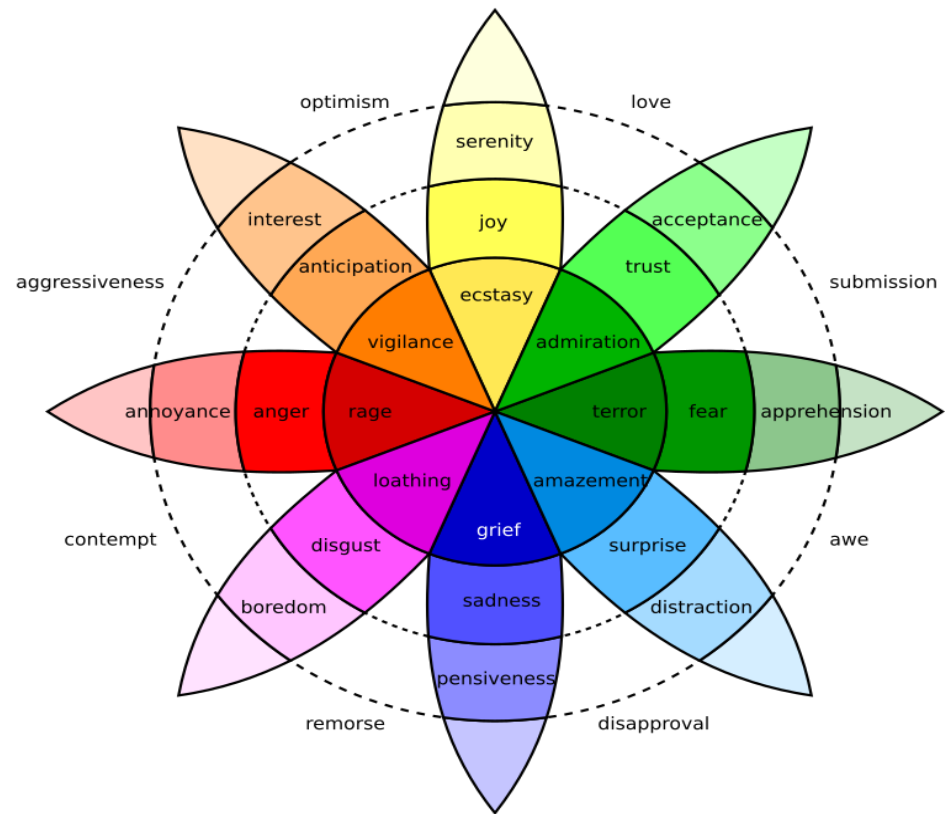 optimism
love
serenity
interest
joy
acceptance
anticipation
trust
aggressiveness
ecstasy
submission
vigilance
admiration
annoyance
anger
rage
terror
fear
apprehension
loathing
amazement
contempt
disgust
grief
surprise
awe
boredom
sadness
distraction
pensiveness
remorse
disapproval